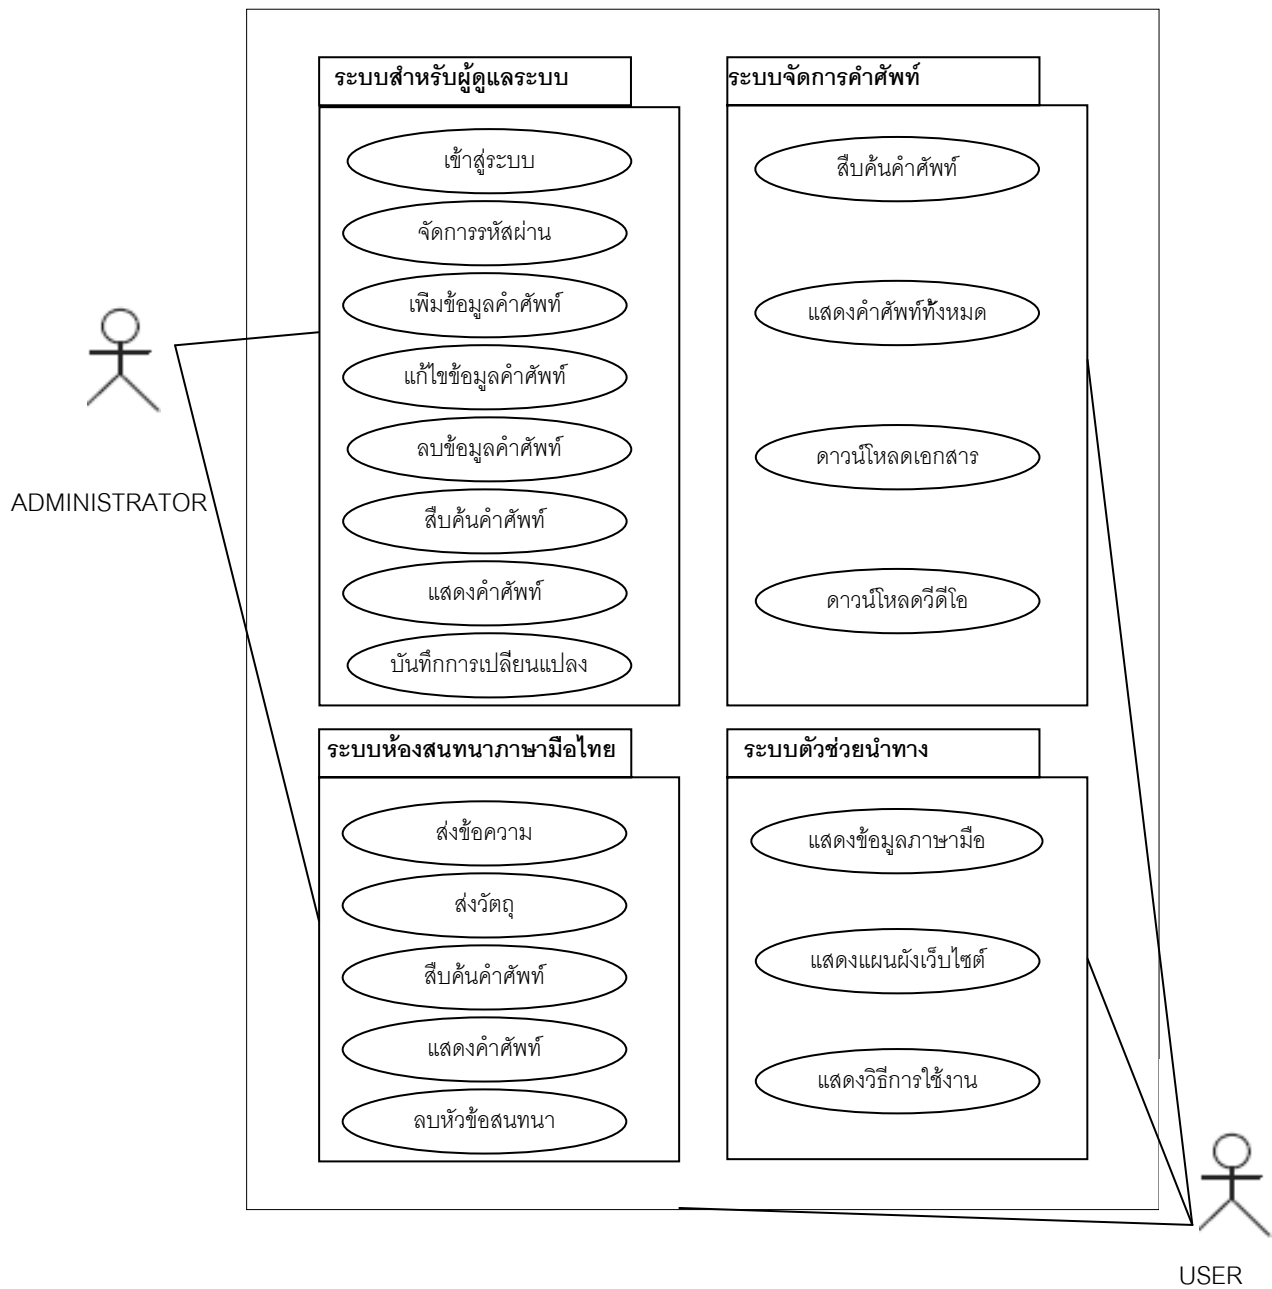 ระบบสำหรับผู้ดูแลระบบ
เข้าสู่ระบบ
จัดการรหัสผ่าน
เพิ่มข้อมูลคำศัพท์
แก้ไขข้อมูลคำศัพท์
ลบข้อมูลคำศัพท์
สืบค้นคำศัพท์
แสดงคำศัพท์
บันทึกการเปลี่ยนแปลง
ระบบจัดการคำศัพท์
สืบค้นคำศัพท์
แสดงคำศัพท์ทั้งหมด
ดาวน์โหลดเอกสาร
ดาวน์โหลดวีดีโอ
ADMINISTRATOR
ระบบห้องสนทนาภาษามือไทย
ส่งข้อความ
ส่งวัตถุ
สืบค้นคำศัพท์
แสดงคำศัพท์
ลบหัวข้อสนทนา
ระบบตัวช่วยนำทาง
แสดงข้อมูลภาษามือ
แสดงแผนผังเว็บไซต์
แสดงวิธีการใช้งาน
USER